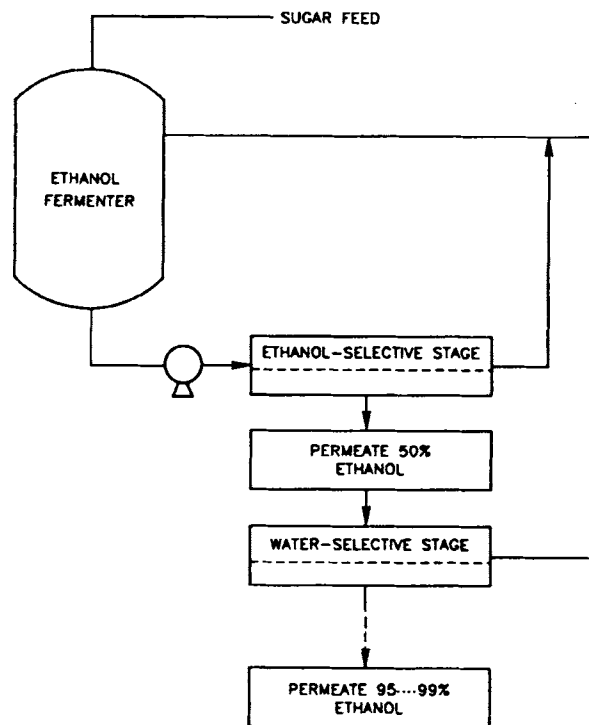 SUGAR FEED
ETHANOL
FERMENTER
ETHANOL-SELECTIVE STAGE
PERMEATE 50%
ETHANOL
WATER-SELECTIVE STAGE
PERMEATE 95....99%
ETHANOL